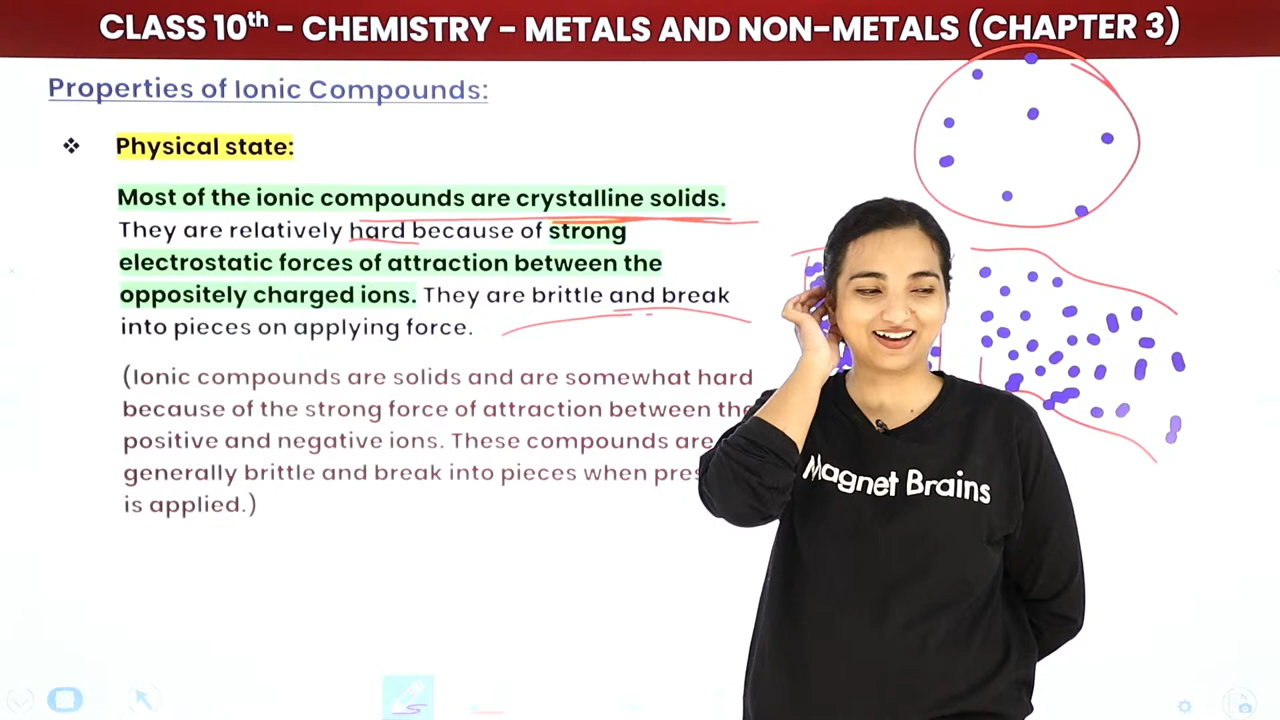 CLASS 10th - CHEMISTRY - METALS AND NON-METALS (CHAPTER 3)
Properties of Ionic Compounds:
❖ Physical state:
Most of the ionic compounds are crystalline solids.
They are relatively hard because of strong
electrostatic forces of attraction between the
oppositely charged ions. They are brittle and break
into pieces on applying force.
(Ionic compounds are solids and are somewhat hard
because of the strong force of attraction between the
positive and negative ions. These compounds are
generally brittle and break into pieces when
is applied.)
Magnet Brains